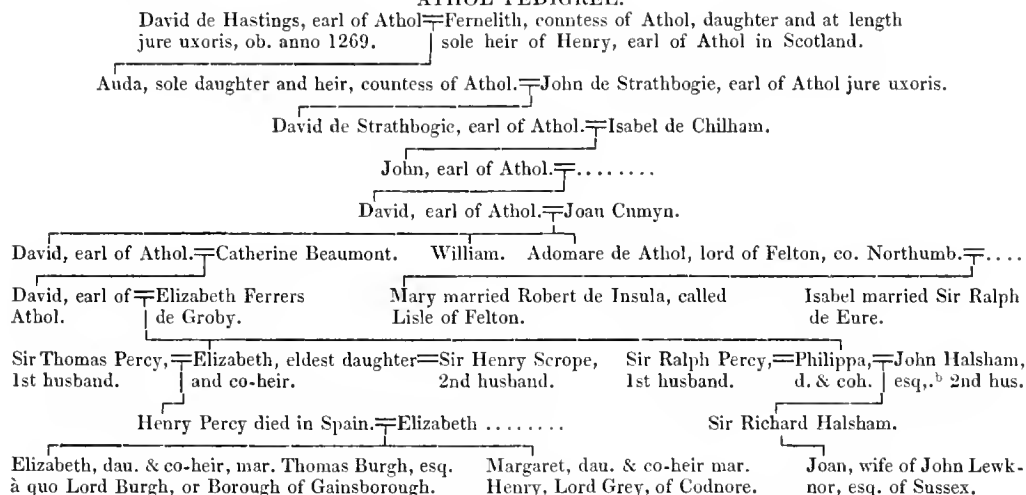 ATHOL PEDIGREE.
David de Hastings, earl of Athol=Fernelith, conntess of Athol, daughter and at length
jure uxoris, ob. anno 1269. sole heir of Henry, earl of Athol in Scotland.
Auda, sole daughter and heir, countess of Athol.=John de Strathbogie, earl of Athol jure uxoris.
David de Strathbogie, earl of Athol.=Isabel de Chilham.
John, earl of Athol.=........
David, earl of Athol.=Joan Cumyn.
David, earl of Athol.=Catherine Beaumont. William. Adomare de Athol, lord of Felton, co. Northumb.=....
David, earl of =Elizabeth Ferrers Mary married Robert de Insula, called Isabel married Sir Ralph
Athol. de Groby. Lisle of Felton. de Eure.
Sir Thomas Percy,=Elizabeth, eldest daughter=Sir Henry Scrope, Sir Ralph Percy,=Philippa,=John Halsham,
1st husband. and co-heir. 2nd husband. 1st husband. d. & coh. esq,.b 2nd hus.
Henry Percy died in Spain.=Elizabeth ........ Sir Richard Halsham.
Elizabeth, dau. & co-heir, mar. Thomas Burgh, esq. Margaret, dau. & co-heir mar. Joan, wife of John Lewk-
à quo Lord Burgh, or Borough of Gainsborough. Henry, Lord Grey, of Codnore. nor, esq. of Sussex.